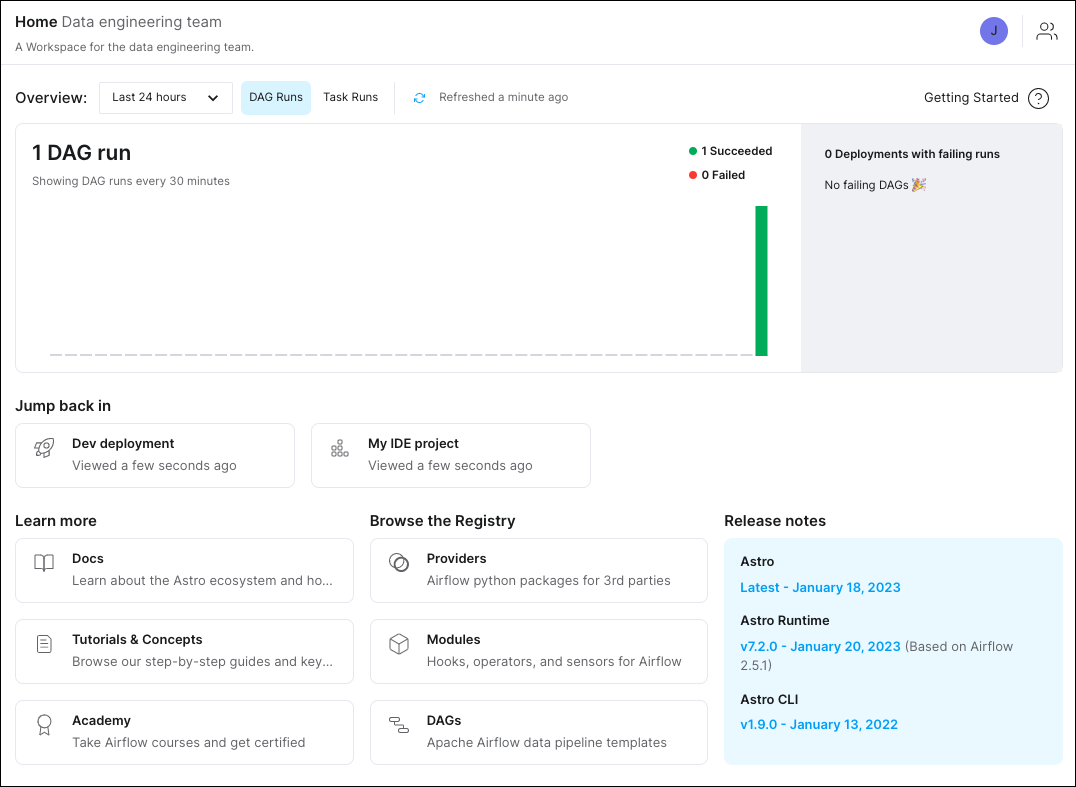 Home Data engineering team
A Workspace for the data engineering team.
J
Overview:
Last 24 hours
DAG Runs
Task Runs
Refreshed a minute ago
Getting Started ?
1 DAG run
Showing DAG runs every 30 minutes
1 Succeeded
0 Failed
0 Deployments with failing runs
No failing DAGs 🎉
Jump back in
Dev deployment
Viewed a few seconds ago
My IDE project
Viewed a few seconds ago
Learn more
Docs
Learn about the Astro ecosystem and ho...
Tutorials & Concepts
Browse our step-by-step guides and key...
Academy
Take Airflow courses and get certified
Browse the Registry
Providers
Airflow python packages for 3rd parties
Modules
Hooks, operators, and sensors for Airflow
DAGs
Apache Airflow data pipeline templates
Release notes
Astro
Latest - January 18, 2023
Astro Runtime
v7.2.0 - January 20, 2023 (Based on Airflow
2.5.1)
Astro CLI
v1.9.0 - January 13, 2022